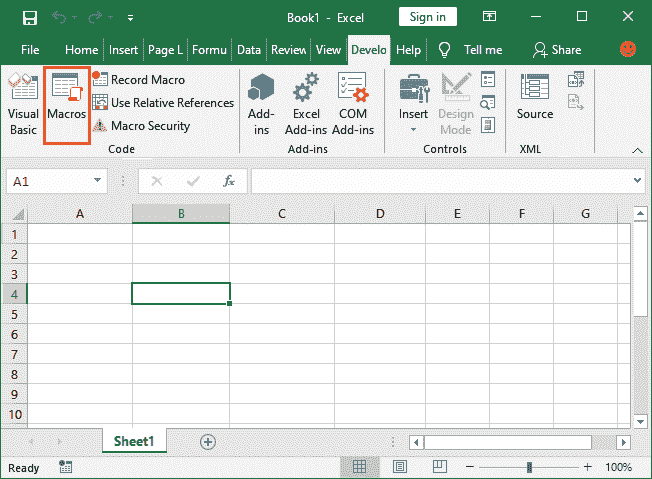 Book1 - Excel
Sign in
File Home Insert Page L Formu Data Review View Develo Help Tell me Share
Visual Basic
Macros
Record Macro
Use Relative References
Macro Security
Code
Add-ins
Excel Add-ins
COM Add-ins
Add-ins
Insert
Design Mode
Controls
Source
XML
A1
fx
A B C D E F G
1
2
3
4
5
6
7
8
9
10
Sheet1
Ready
100%